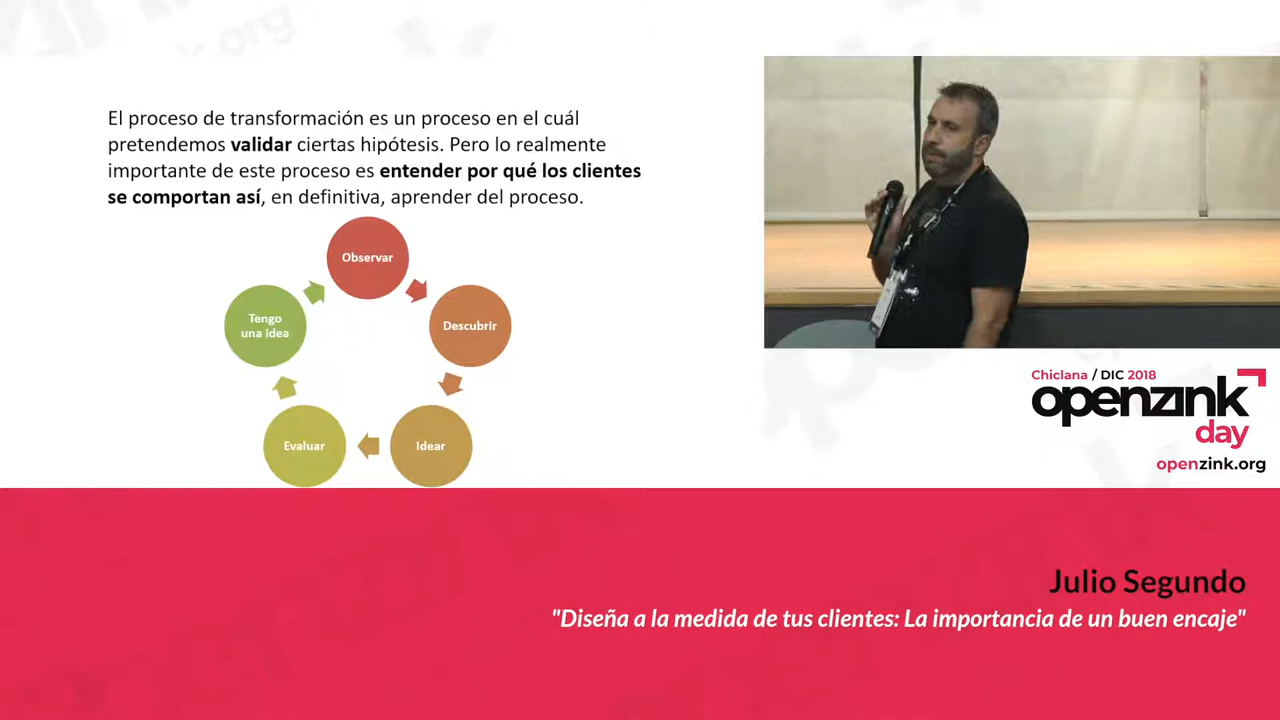 El proceso de transformación es un proceso en el cuál
pretendemos validar ciertas hipótesis. Pero lo realmente
importante de este proceso es entender por qué los clientes
se comportan así, en definitiva, aprender del proceso.
Observar
Descubrir
Idear
Evaluar
Tengo
una idea
Chiclana / DIC 2018
openzink
day
openzink.org
Julio Segundo
"Diseña a la medida de tus clientes: La importancia de un buen encaje"